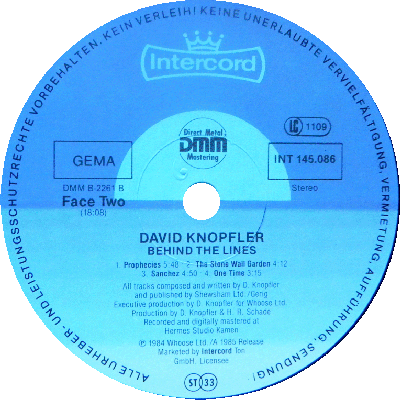 ALLE URHEBER- UND LEISTUNGSSCHUTZRECHTE VORBEHALTEN. KEIN VERLEIH! KEINE UNERLAUBTE VERVIELFÄLTIGUNG, VERMIETUNG, AUFFÜHRUNG, SENDUNG!
Intercord
Direct Metal
DMM
Mastering
LC 1109
GEMA
INT 145.086
DMM B-2261 B
Stereo
Face Two
(18:08)
DAVID KNOPFLER
BEHIND THE LINES
1. Prophecies 5:48 - 2. The Stone Wall Garden 4:12
3. Sanchez 4:50 - 4. One Time 3:15
All tracks composed and written by D. Knopfler
and published by Shewsham Ltd./Gerig
Executive production by D. Knopfler for Whoose Ltd.
Production by D. Knopfler & H. R. Schade
Recorded and digitally mastered at
Hermes Studio Kamen
℗ 1984 Whoose Ltd./A 1985 Release
Marketed by Intercord Ton
GmbH. Licensee
ST 33